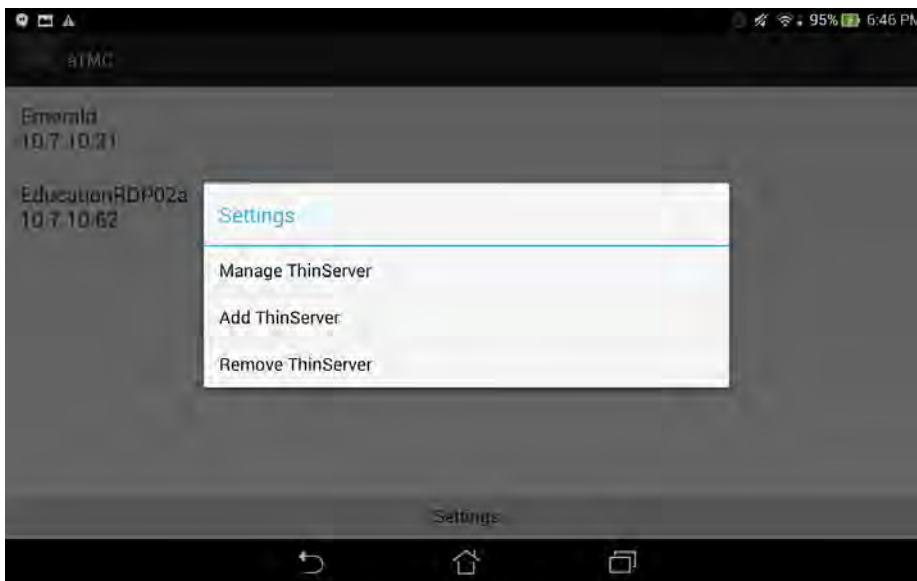 95% 6:46 PM
aTMC
Emerald
10.7.10.31
EducationRDP02a
10.7.10.62
Settings
Manage ThinServer
Add ThinServer
Remove ThinServer
Settings